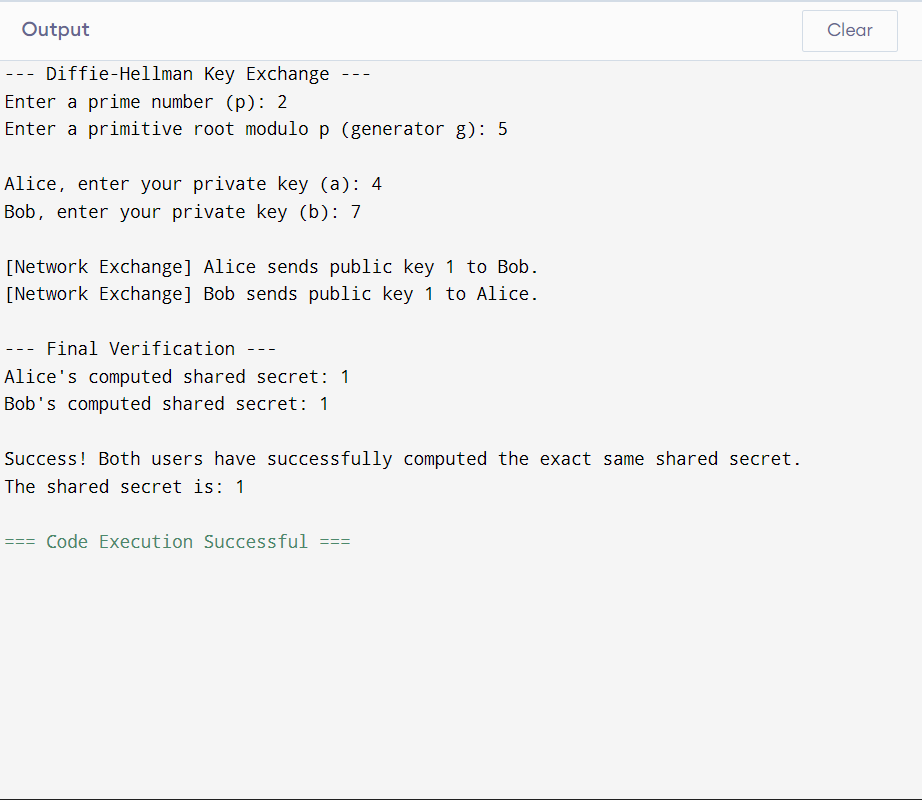 Output
Clear
--- Diffie-Hellman Key Exchange ---
Enter a prime number (p): 2
Enter a primitive root modulo p (generator g): 5
Alice, enter your private key (a): 4
Bob, enter your private key (b): 7
[Network Exchange] Alice sends public key 1 to Bob.
[Network Exchange] Bob sends public key 1 to Alice.
--- Final Verification ---
Alice's computed shared secret: 1
Bob's computed shared secret: 1
Success! Both users have successfully computed the exact same shared secret.
The shared secret is: 1
=== Code Execution Successful ===